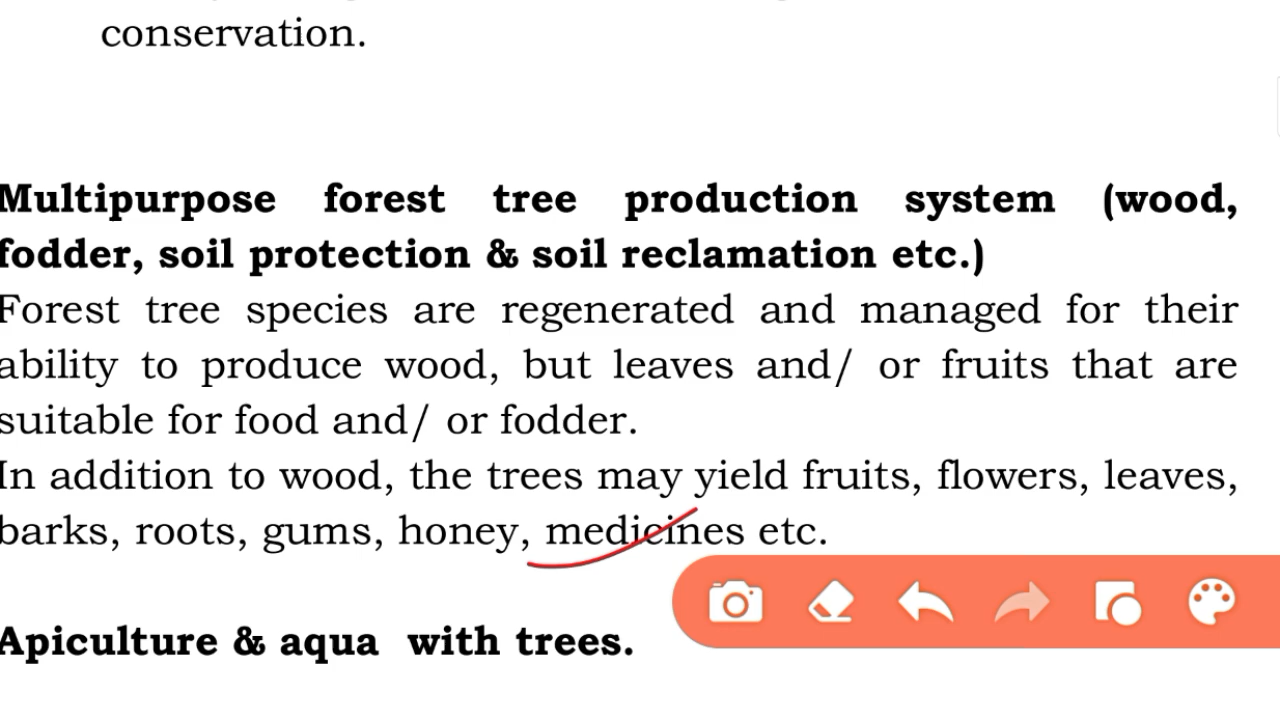 conservation.
Multipurpose forest tree production system (wood,
fodder, soil protection & soil reclamation etc.)
Forest tree species are regenerated and managed for their
ability to produce wood, but leaves and/ or fruits that are
suitable for food and/ or fodder.
In addition to wood, the trees may yield fruits, flowers, leaves,
barks, roots, gums, honey, medicines etc.
Apiculture & aqua with trees.